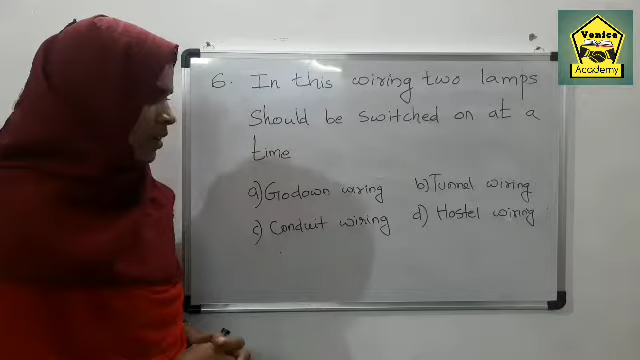 Venice
Academy
6. In this wiring two lamps
Should be switched on at a
time
a) Godown wiring b) Tunnel wiring
c) Conduit wiring d) Hostel wiring